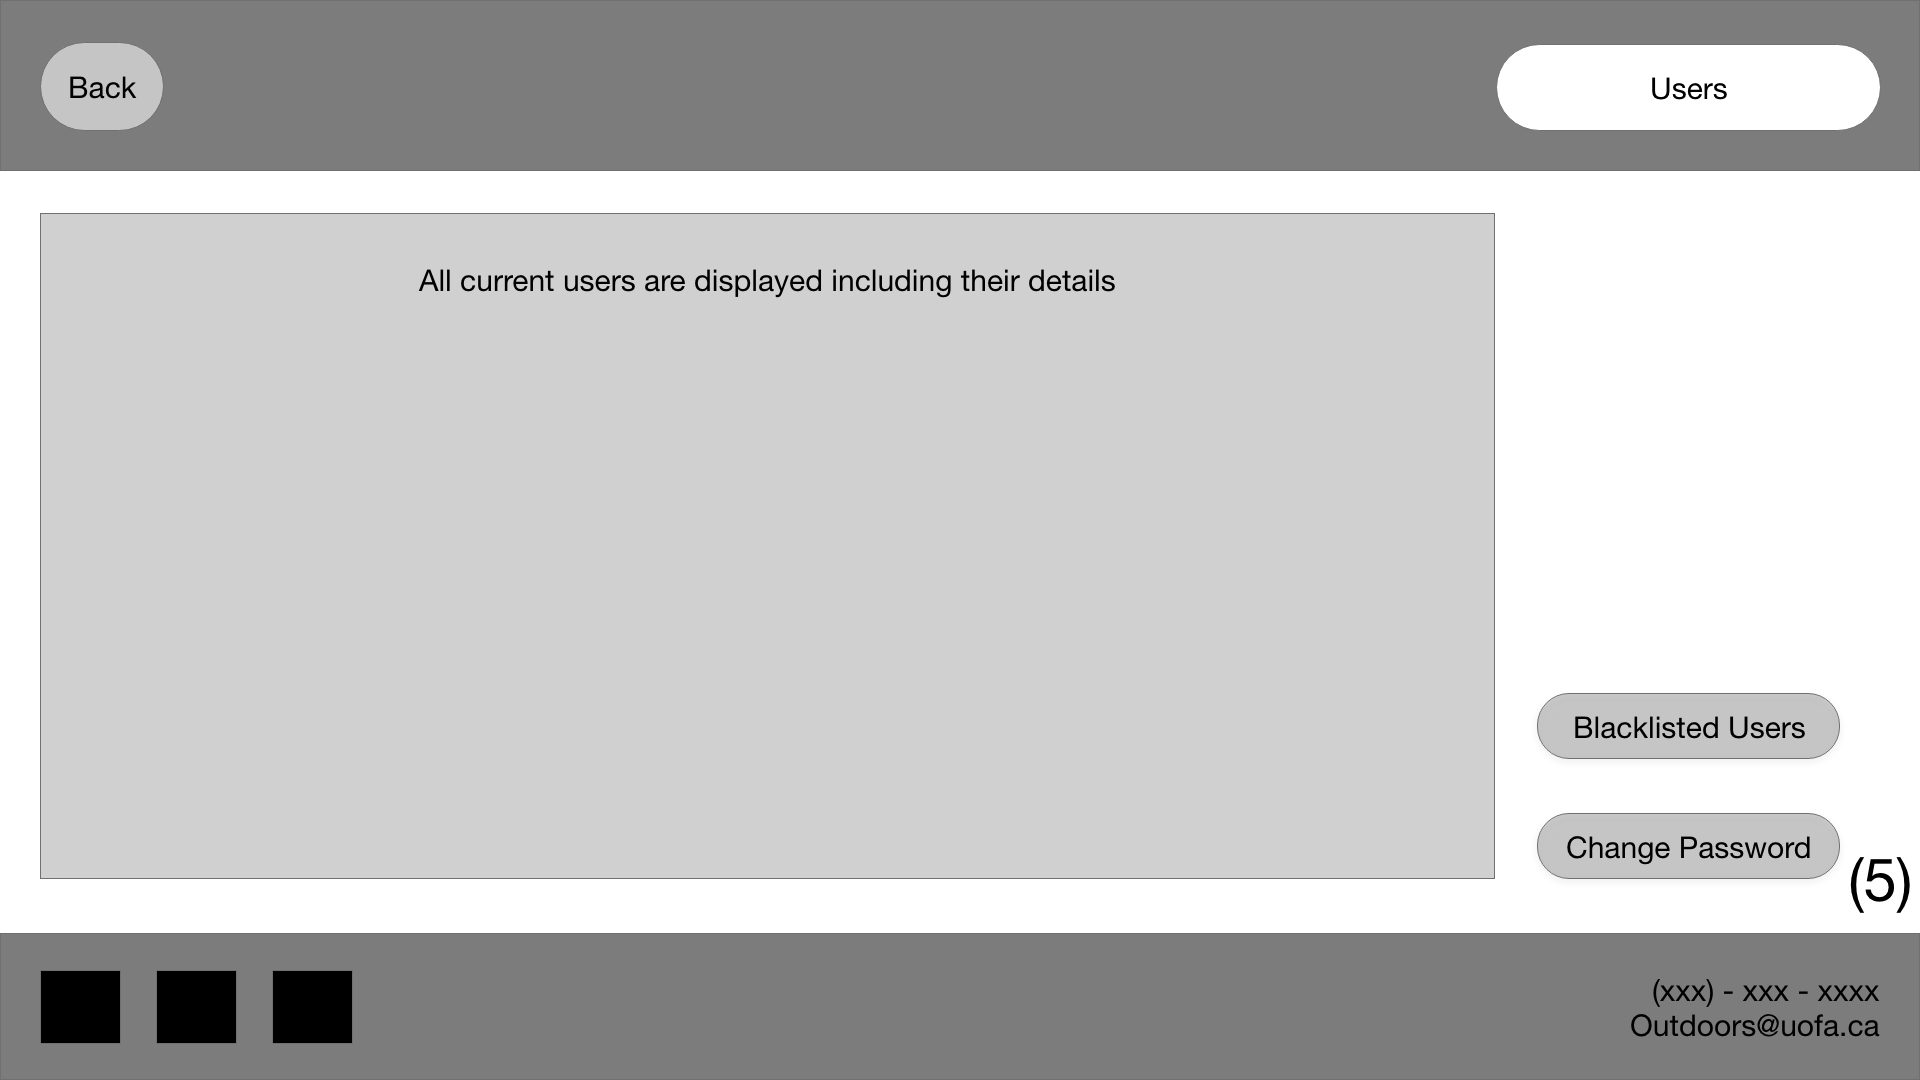 Back
Users
All current users are displayed including their details
Blacklisted Users
Change Password
(5)
(xxx) - xxx - xxxx
Outdoors@uofa.ca